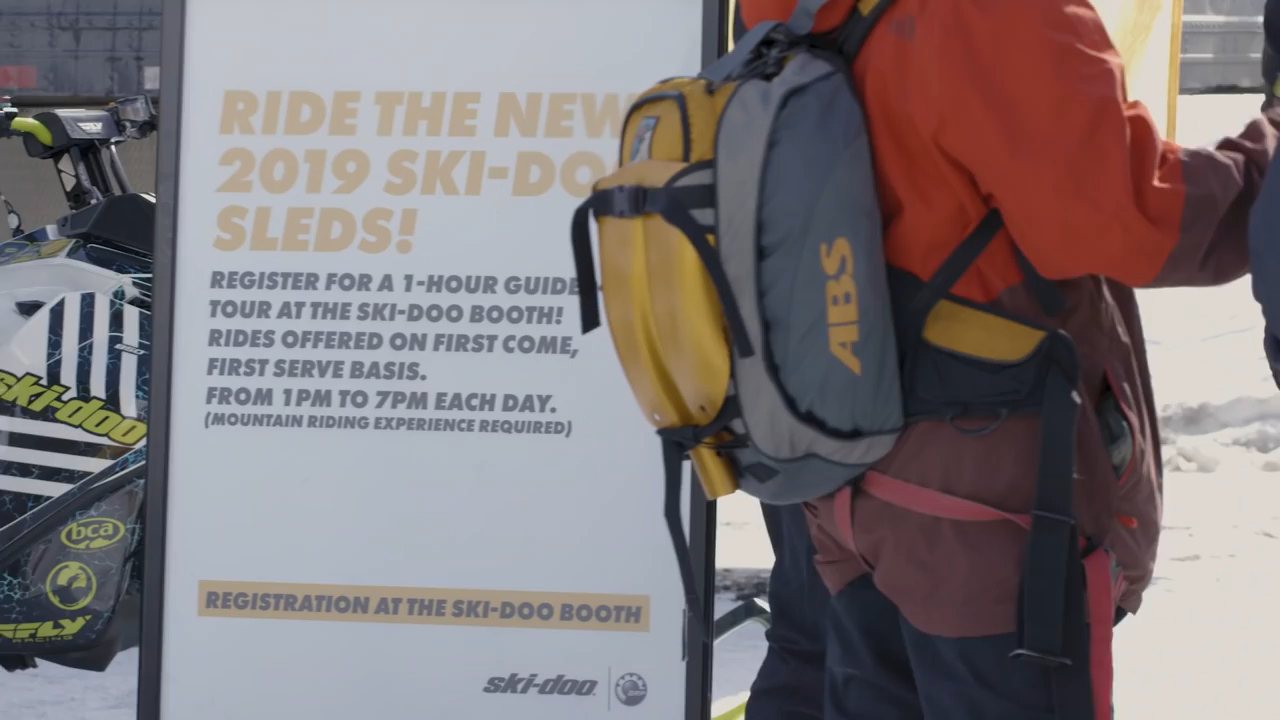 RIDE THE NEW
2019 SKI-DOO
SLEDS!
REGISTER FOR A 1-HOUR GUIDE
TOUR AT THE SKI-DOO BOOTH!
RIDES OFFERED ON FIRST COME,
FIRST SERVE BASIS.
FROM 1PM TO 7PM EACH DAY.
(MOUNTAIN RIDING EXPERIENCE REQUIRED)
REGISTRATION AT THE SKI-DOO BOOTH
ski-doo
ABS
FLY
ski-doo
bca
FLY
RACING